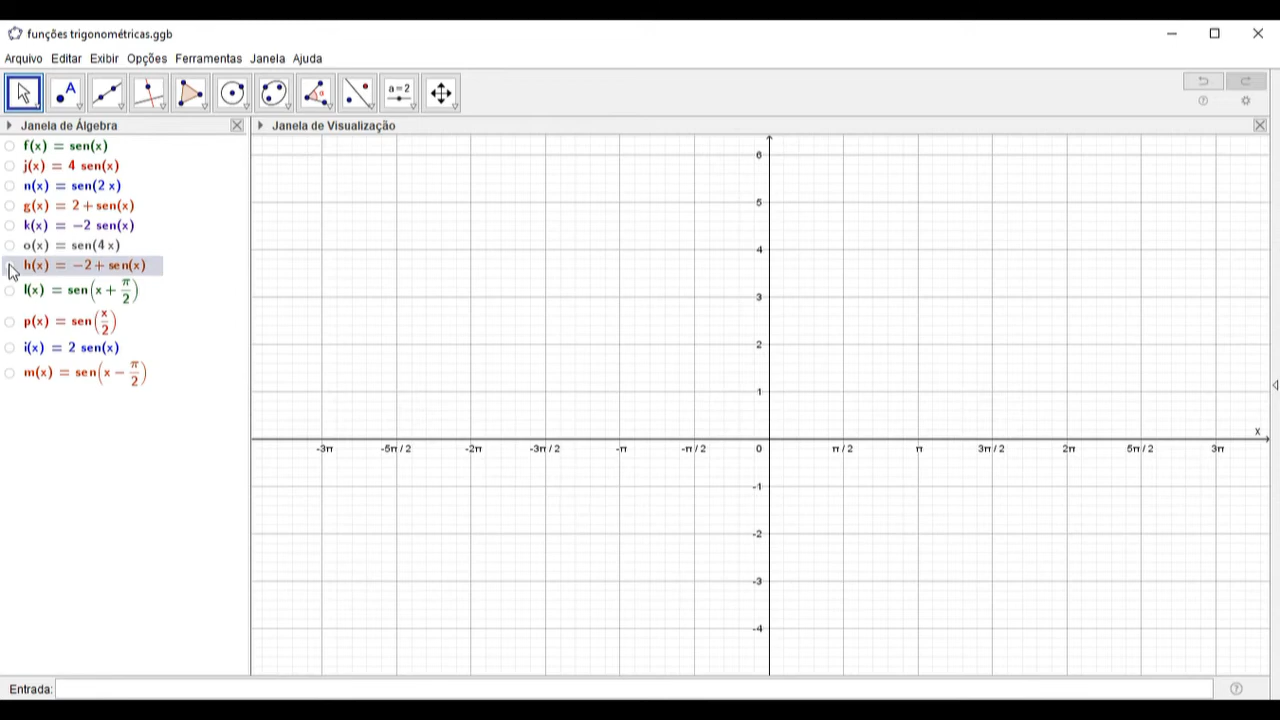 funções trigonométricas.ggb
Arquivo Editar Exibir Opções Ferramentas Janela Ajuda
A
α
a=2
Janela de Álgebra
Janela de Visualização
f(x) = sen(x)
j(x) = 4 sen(x)
n(x) = sen(2 x)
g(x) = 2 + sen(x)
k(x) = −2 sen(x)
o(x) = sen(4 x)
h(x) = −2 + sen(x)
l(x) = sen(x + π/2)
p(x) = sen(x/2)
i(x) = 2 sen(x)
m(x) = sen(x − π/2)
6
5
4
3
2
1
x
-3π -5π/2 -2π -3π/2 -π -π/2 0 π/2 π 3π/2 2π 5π/2 3π
-1
-2
-3
-4
Entrada: